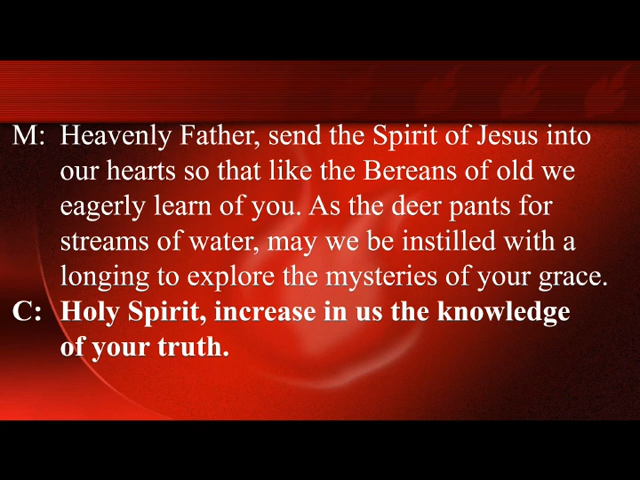 M: Heavenly Father, send the Spirit of Jesus into
our hearts so that like the Bereans of old we
eagerly learn of you. As the deer pants for
streams of water, may we be instilled with a
longing to explore the mysteries of your grace.
C: Holy Spirit, increase in us the knowledge
of your truth.